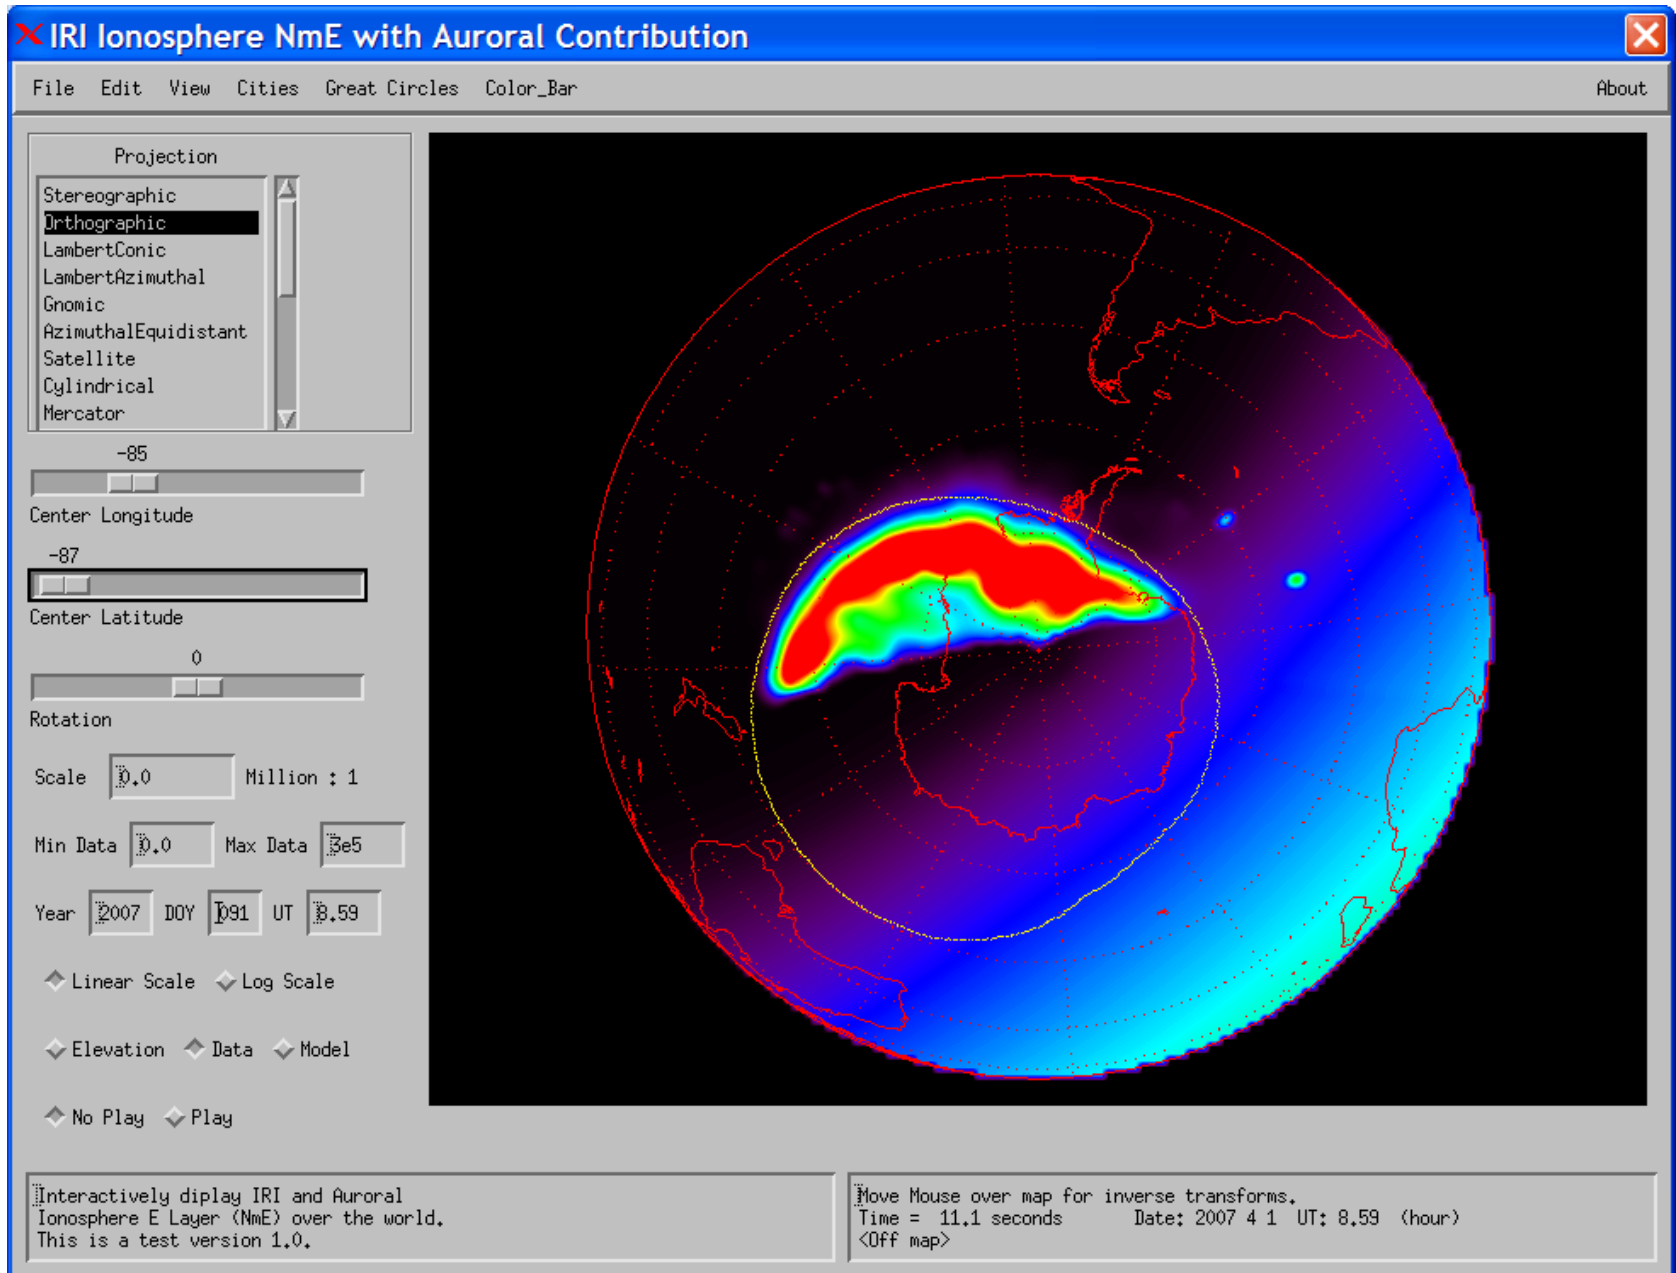 IRI Ionosphere NmE with Auroral Contribution
File Edit View Cities Great Circles Color_Bar About
Projection
Stereographic
Orthographic
LambertConic
LambertAzimuthal
Gnomic
AzimuthalEquidistant
Satellite
Cylindrical
Mercator
-85
Center Longitude
-87
Center Latitude
0
Rotation
Scale 0.0 Million : 1
Min Data 0.0 Max Data 3e5
Year 2007 DOY 091 UT 8.59
Linear Scale Log Scale
Elevation Data Model
No Play Play
Interactively diplay IRI and Auroral
Ionosphere E Layer (NmE) over the world.
This is a test version 1.0.
Move Mouse over map for inverse transforms.
Time = 11.1 seconds Date: 2007 4 1 UT: 8.59 (hour)
<Off map>